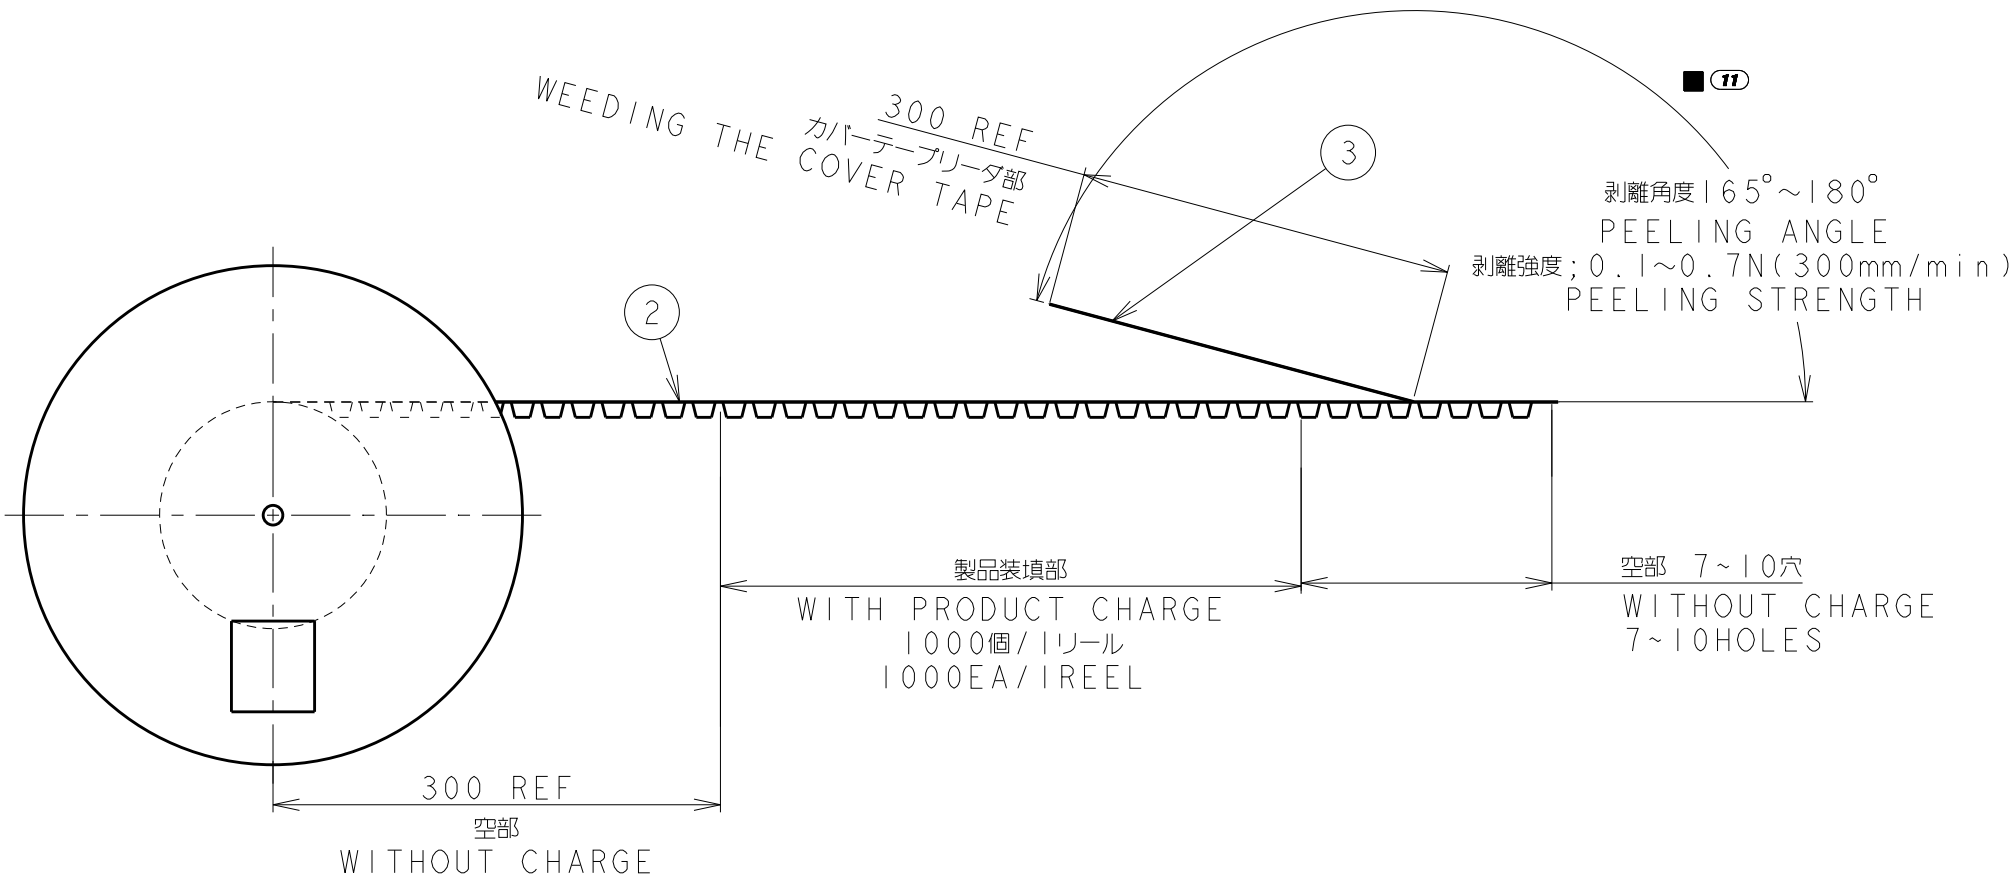 11
300 REF
カバーテープリーダ部
WEEDING THE COVER TAPE
3
剥離角度165°～180°
PEELING ANGLE
剥離強度;0.1~0.7N(300mm/min)
PEELING STRENGTH
2
製品装填部
WITH PRODUCT CHARGE
1000個/1リール
1000EA/1REEL
空部 7~10穴
WITHOUT CHARGE
7~10HOLES
300 REF
空部
WITHOUT CHARGE